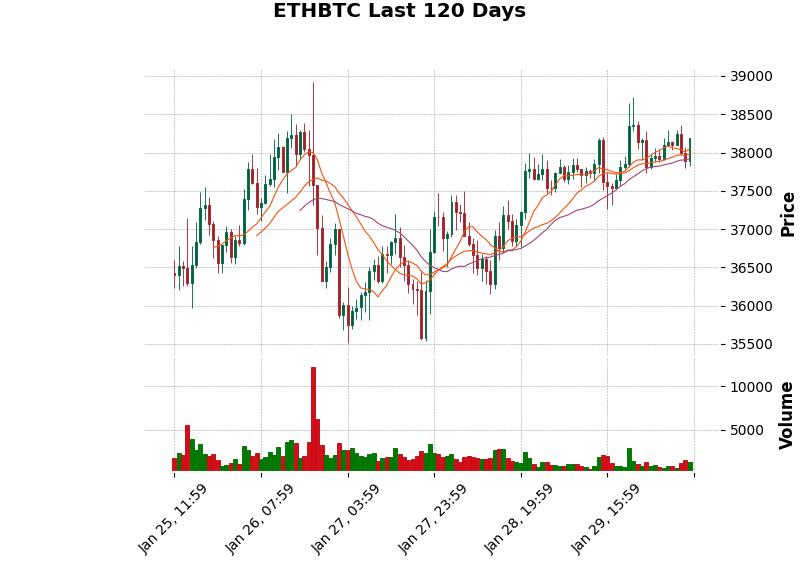 ETHBTC Last 120 Days
39000
38500
38000
37500
37000
36500
36000
35500
Price
10000
5000
Volume
Jan 25, 11:59
Jan 26, 07:59
Jan 27, 03:59
Jan 27, 23:59
Jan 28, 19:59
Jan 29, 15:59